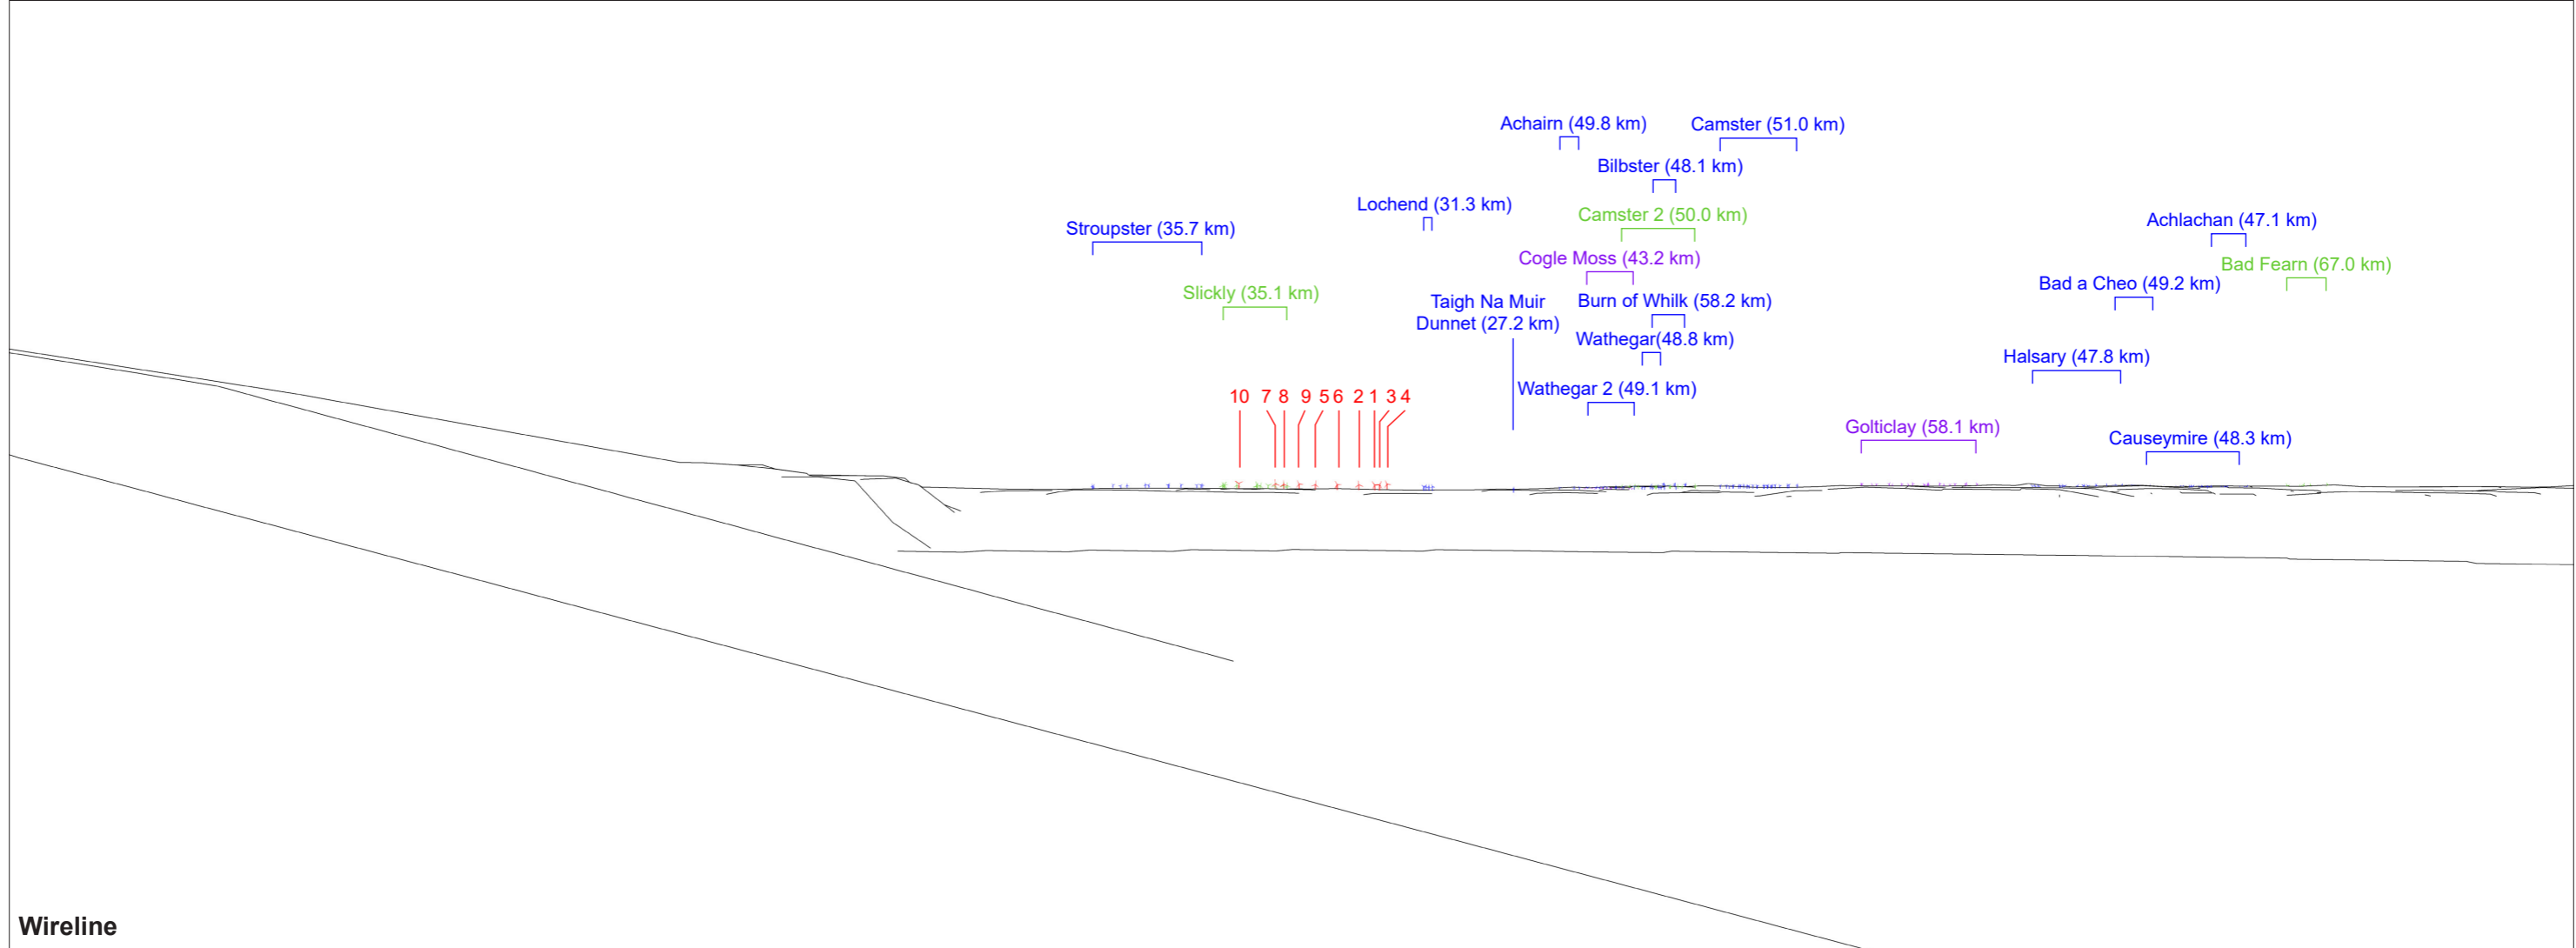 Achairn (49.8 km)
Camster (51.0 km)
Bilbster (48.1 km)
Lochend (31.3 km)
Camster 2 (50.0 km)
Achlachan (47.1 km)
Stroupster (35.7 km)
Cogle Moss (43.2 km)
Bad Fearn (67.0 km)
Bad a Cheo (49.2 km)
Slickly (35.1 km)
Taigh Na Muir
Dunnet (27.2 km)
Burn of Whilk (58.2 km)
Wathegar(48.8 km)
Halsary (47.8 km)
Wathegar 2 (49.1 km)
10 7 8 9 5 6 2 1 3 4
Golticlay (58.1 km)
Causeymire (48.3 km)
Wireline